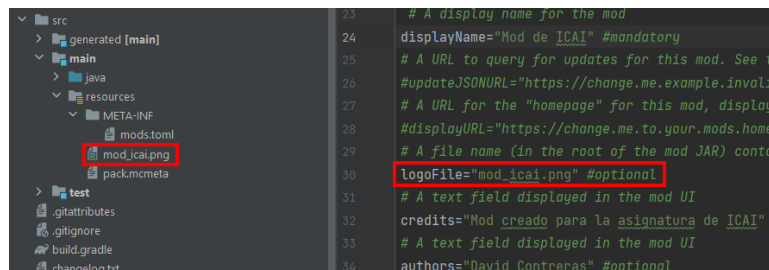 src
generated [main]
main
java
resources
META-INF
mods.toml
mod_icai.png
pack.mcmeta
test
.gitattributes
.gitignore
build.gradle
changelog.txt
23 # A display name for the mod
24 displayName="Mod de ICAI" #mandatory
25 # A URL to query for updates for this mod. See
26 #updateJSONURL="https://change.me.example.invali
27 # A URL for the "homepage" for this mod, display
28 #displayURL="https://change.me.to.your.mods.home
29 # A file name (in the root of the mod JAR) conta
30 logoFile="mod_icai.png" #optional
31 # A text field displayed in the mod UI
32 credits="Mod creado para la asignatura de ICAI"
33 # A text field displayed in the mod UI
34 authors="David Contreras" #optional